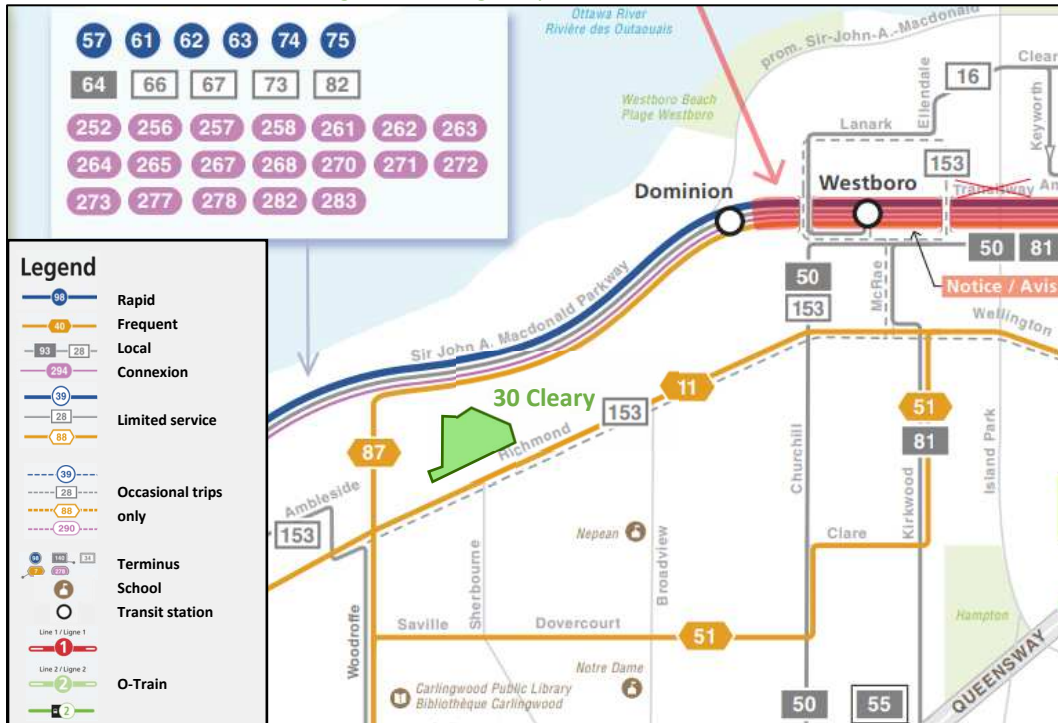 57 61 62 63 74 75
64 66 67 73 82
252 256 257 258 261 262 263
264 265 267 268 270 271 272
273 277 278 282 283
Ottawa River
Rivière des Outaouais
prom. Sir-John-A.-Macdonald
Westboro Beach
Plage Westboro
Clear
16
Ellendale
Keyworth
Lanark
153
Dominion
Westboro
Transitway
50 81
Notice / Avis
50
153
McRae
Wellington
Sir John A. Macdonald Parkway
11
30 Cleary
153
Richmond
87
51
81
Ambleside
153
Churchill
Kirkwood
Island Park
Clare
Nepean
Sherbourne
Broadview
Woodroffe
Saville
Dovercourt
51
Hampton
QUEENSWAY
Notre Dame
Carlingwood Public Library
Bibliothèque Carlingwood
50
55
Legend
98 Rapid
40 Frequent
93 28 Local
294 Connexion
39
28 Limited service
88
39
28 Occasional trips
88 only
290
Terminus
School
Transit station
Line 1 / Ligne 1
1
Line 2 / Ligne 2
2 O-Train
2